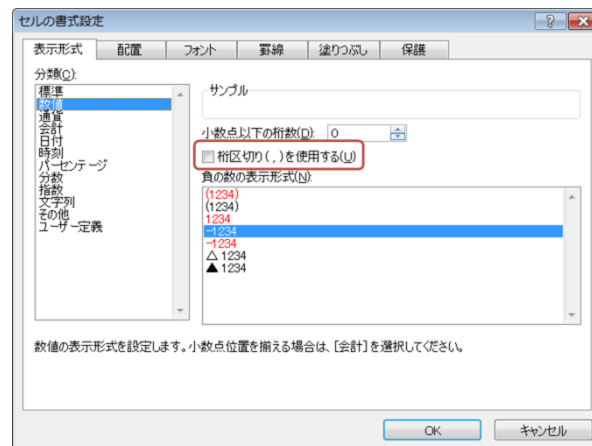 セルの書式設定
表示形式 配置 フォント 罫線 塗りつぶし 保護
分類(C):
標準
数値
通貨
会計
日付
時刻
パーセンテージ
分数
指数
文字列
その他
ユーザー定義
サンプル
小数点以下の桁数(D): 0
桁区切り(,)を使用する(U)
負の数の表示形式(N):
(1234)
(1234)
1234
-1234
-1234
△ 1234
▲ 1234
数値の表示形式を設定します。小数点位置を揃える場合は、[会計]を選択してください。
OK キャンセル